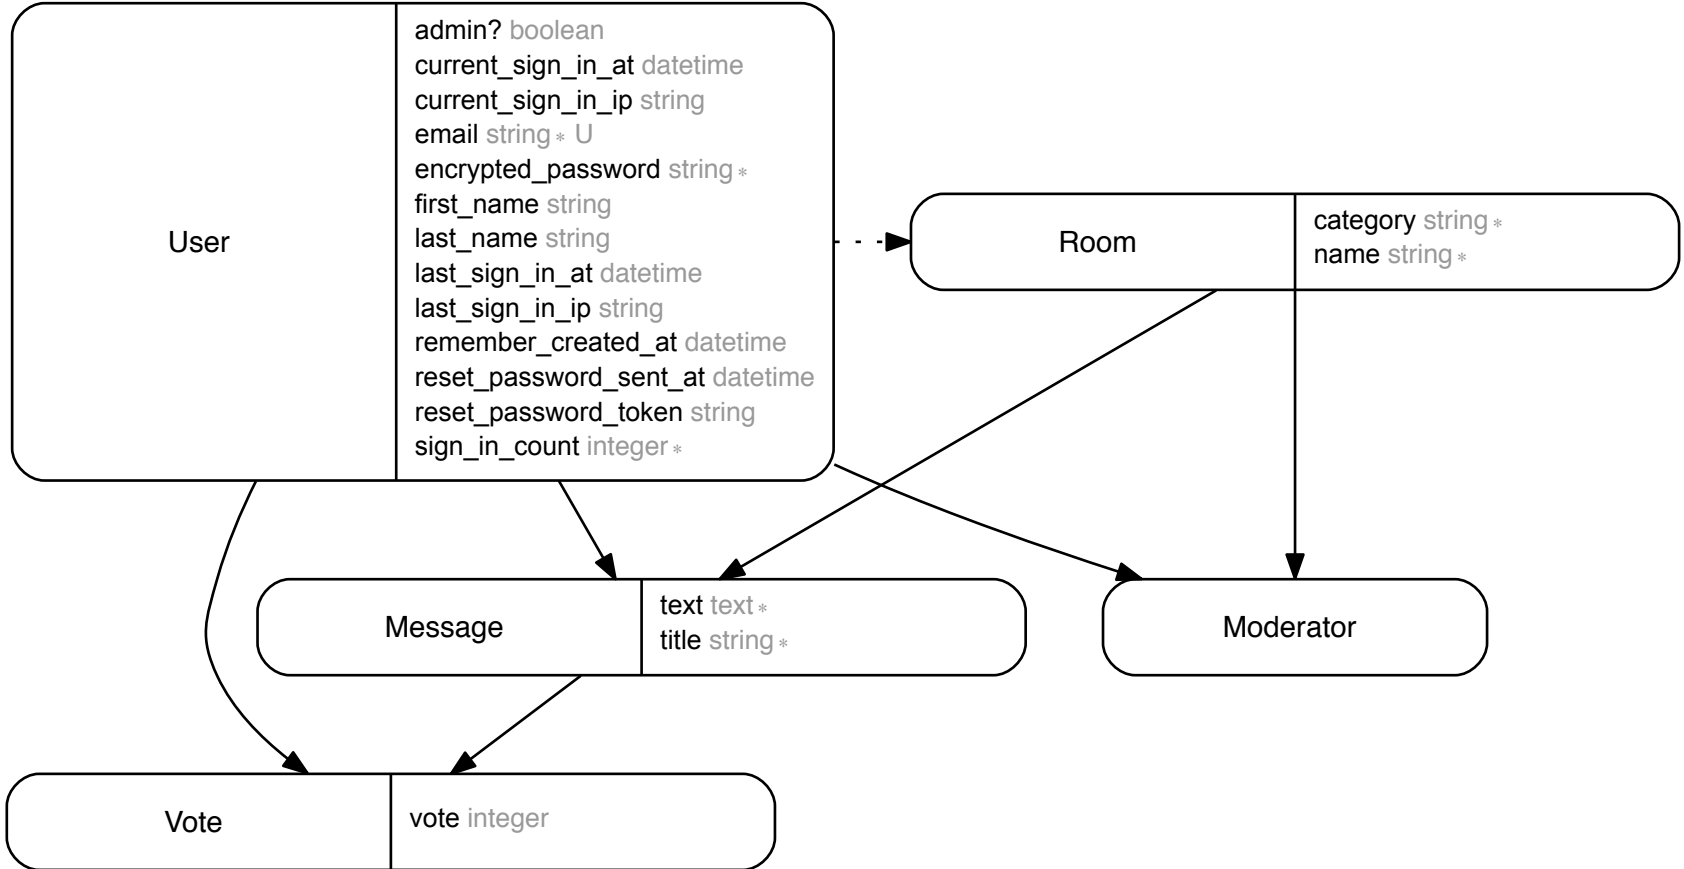 User
admin? boolean
current_sign_in_at datetime
current_sign_in_ip string
email string * U
encrypted_password string *
first_name string
last_name string
last_sign_in_at datetime
last_sign_in_ip string
remember_created_at datetime
reset_password_sent_at datetime
reset_password_token string
sign_in_count integer *
Room
category string *
name string *
Message
text text *
title string *
Moderator
Vote
vote integer